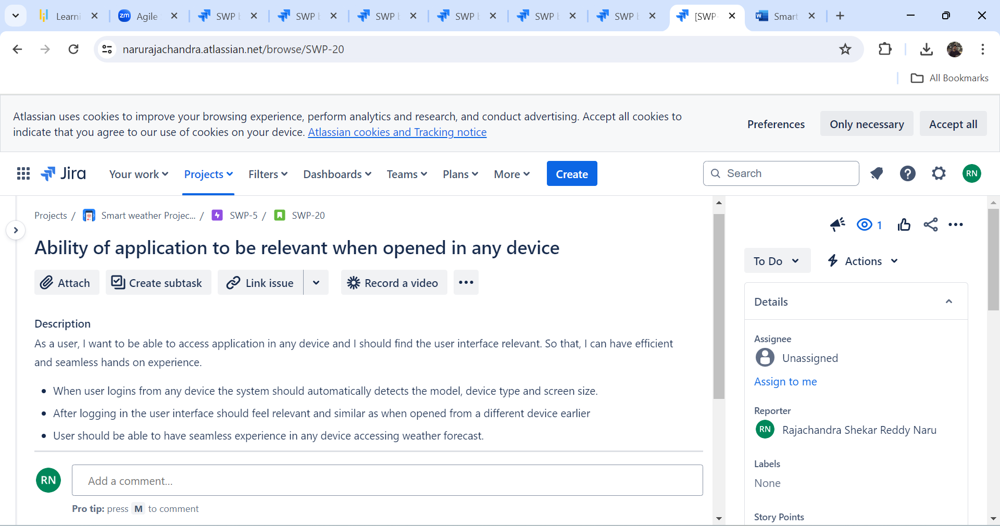 Learni
zm Agile
SWP
SWP
SWP
SWP
SWP
SWP
[SWP-
Smart
narurajachandra.atlassian.net/browse/SWP-20
All Bookmarks
Atlassian uses cookies to improve your browsing experience, perform analytics and research, and conduct advertising. Accept all cookies to
indicate that you agree to our use of cookies on your device. Atlassian cookies and Tracking notice
Preferences
Only necessary
Accept all
Jira
Your work
Projects
Filters
Dashboards
Teams
Plans
More
Create
Search
RN
Projects / Smart weather Projec... / SWP-5 / SWP-20
1
Ability of application to be relevant when opened in any device
To Do
Actions
Attach
Create subtask
Link issue
Record a video
Details
Description
As a user, I want to be able to access application in any device and I should find the user interface relevant. So that, I can have efficient
and seamless hands on experience.
• When user logins from any device the system should automatically detects the model, device type and screen size.
• After logging in the user interface should feel relevant and similar as when opened from a different device earlier
• User should be able to have seamless experience in any device accessing weather forecast.
RN
Add a comment...
Pro tip: press M to comment
Assignee
Unassigned
Assign to me
Reporter
RN Rajachandra Shekar Reddy Naru
Labels
None
Story Points